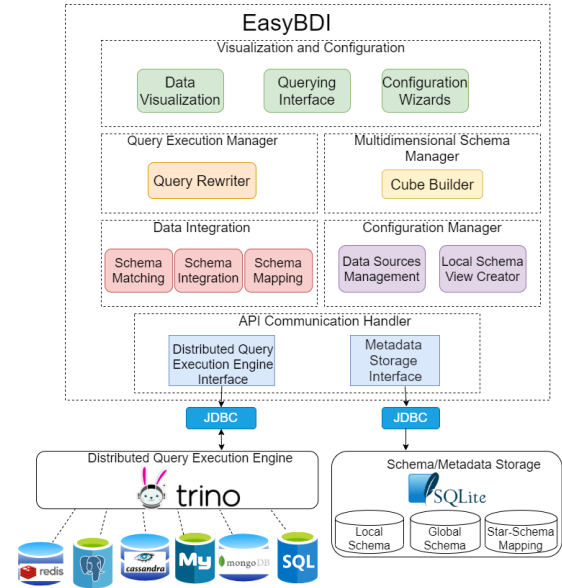 EasyBDI
Visualization and Configuration
Data
Visualization
Querying
Interface
Configuration
Wizards
Query Execution Manager
Query Rewriter
Multidimensional Schema
Manager
Cube Builder
Data Integration
Schema
Matching
Schema
Integration
Schema
Mapping
Configuration Manager
Data Sources
Management
Local Schema
View Creator
API Communication Handler
Distributed Query
Execution Engine
Interface
Metadata
Storage
Interface
JDBC
JDBC
Distributed Query Execution Engine
trino
Schema/Metadata Storage
SQLite
Local
Schema
Global
Schema
Star-Schema
Mapping
redis
cassandra
My
mongoDB
SQL